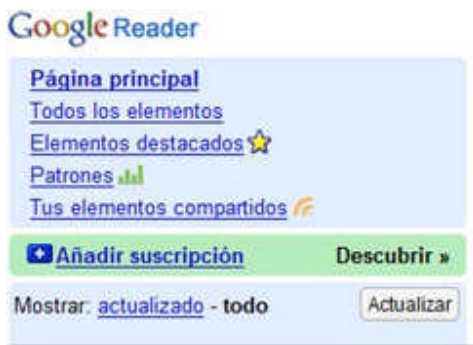 Google Reader
Página principal
Todos los elementos
Elementos destacados
Patrones
Tus elementos compartidos
Añadir suscripción Descubrir »
Mostrar: actualizado - todo Actualizar